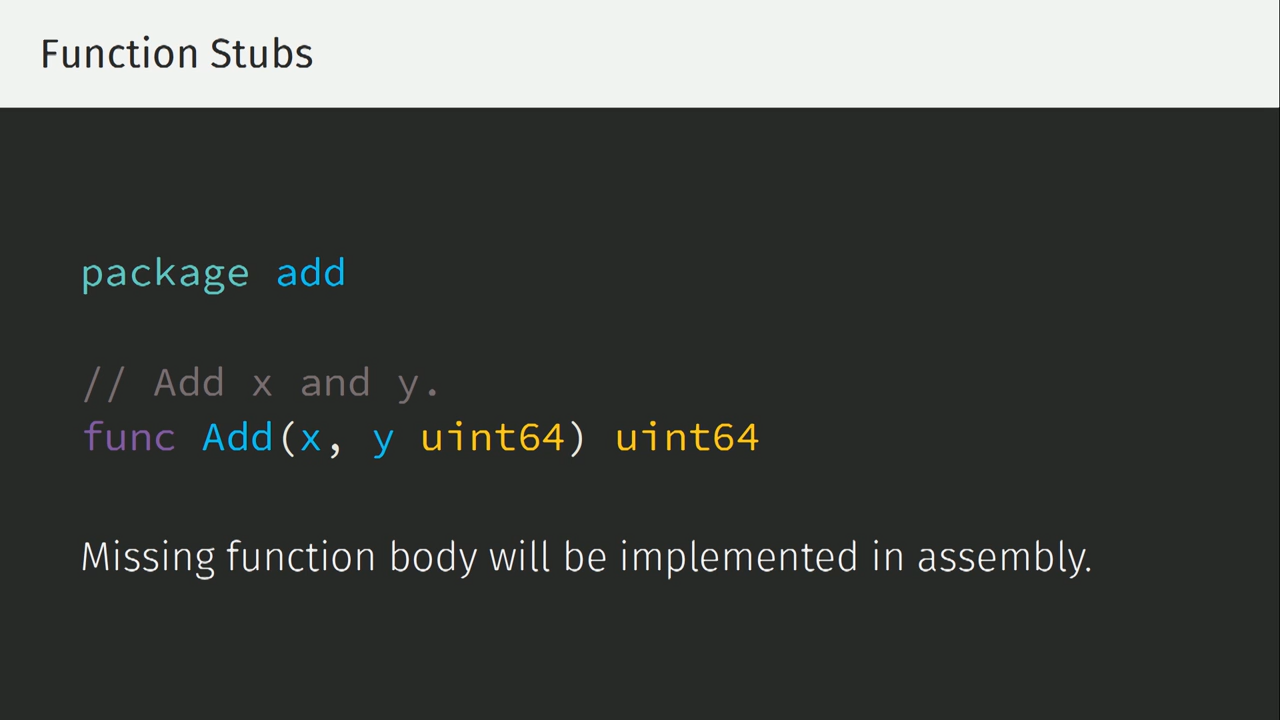 Function Stubs
package add
// Add x and y.
func Add(x, y uint64) uint64
Missing function body will be implemented in assembly.